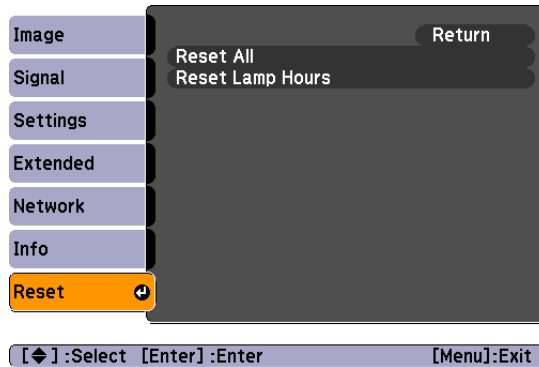 Image
Signal
Settings
Extended
Network
Info
Reset
Return
Reset All
Reset Lamp Hours
[◆] :Select [Enter] :Enter [Menu]:Exit